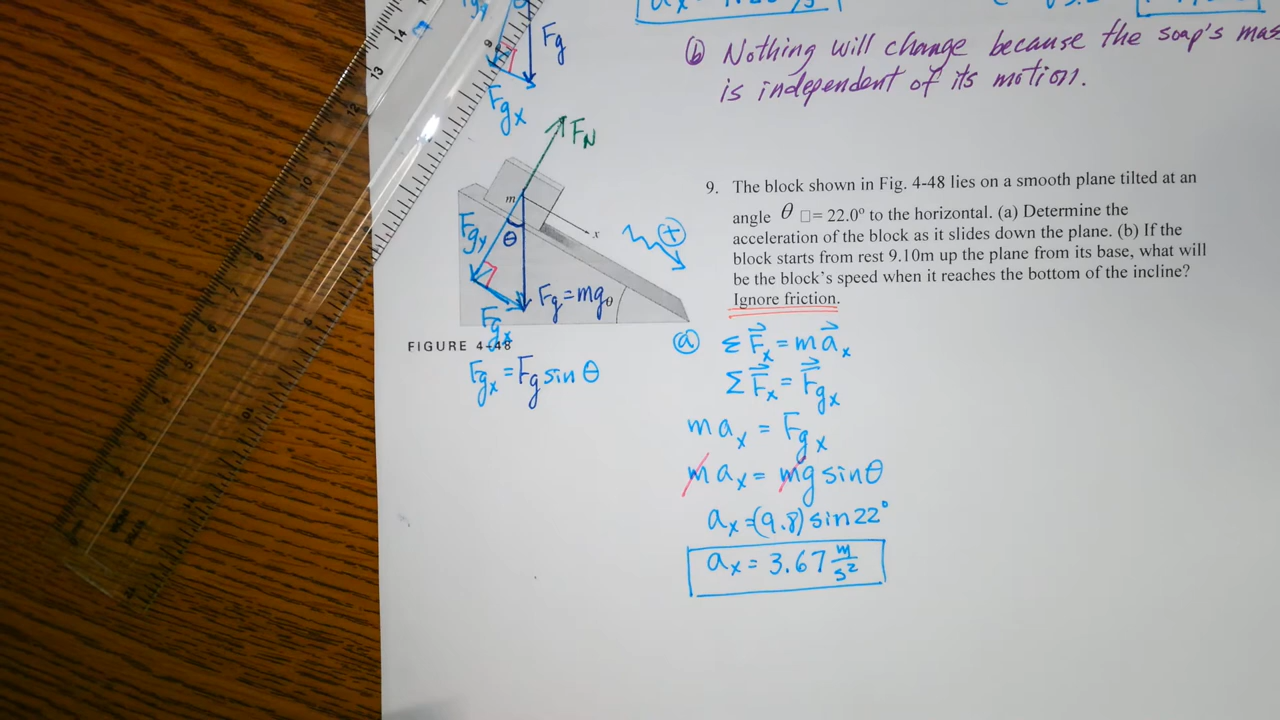 Fg
Fgx
ⓑ Nothing will change because the soap's mas
is independent of its motion.
FN
m
x
Fgy
θ
⊕
Fg = mg
θ
Fgx
FIGURE 4-48
Fgx = Fg sin θ
9. The block shown in Fig. 4-48 lies on a smooth plane tilted at an
angle θ □= 22.0° to the horizontal. (a) Determine the
acceleration of the block as it slides down the plane. (b) If the
block starts from rest 9.10m up the plane from its base, what will
be the block's speed when it reaches the bottom of the incline?
Ignore friction.
ⓐ ΣF⃗x = ma⃗x
ΣF⃗x = F⃗gx
max = Fgx
max = mg sinθ
ax = (9.8) sin 22°
ax = 3.67 m/s²